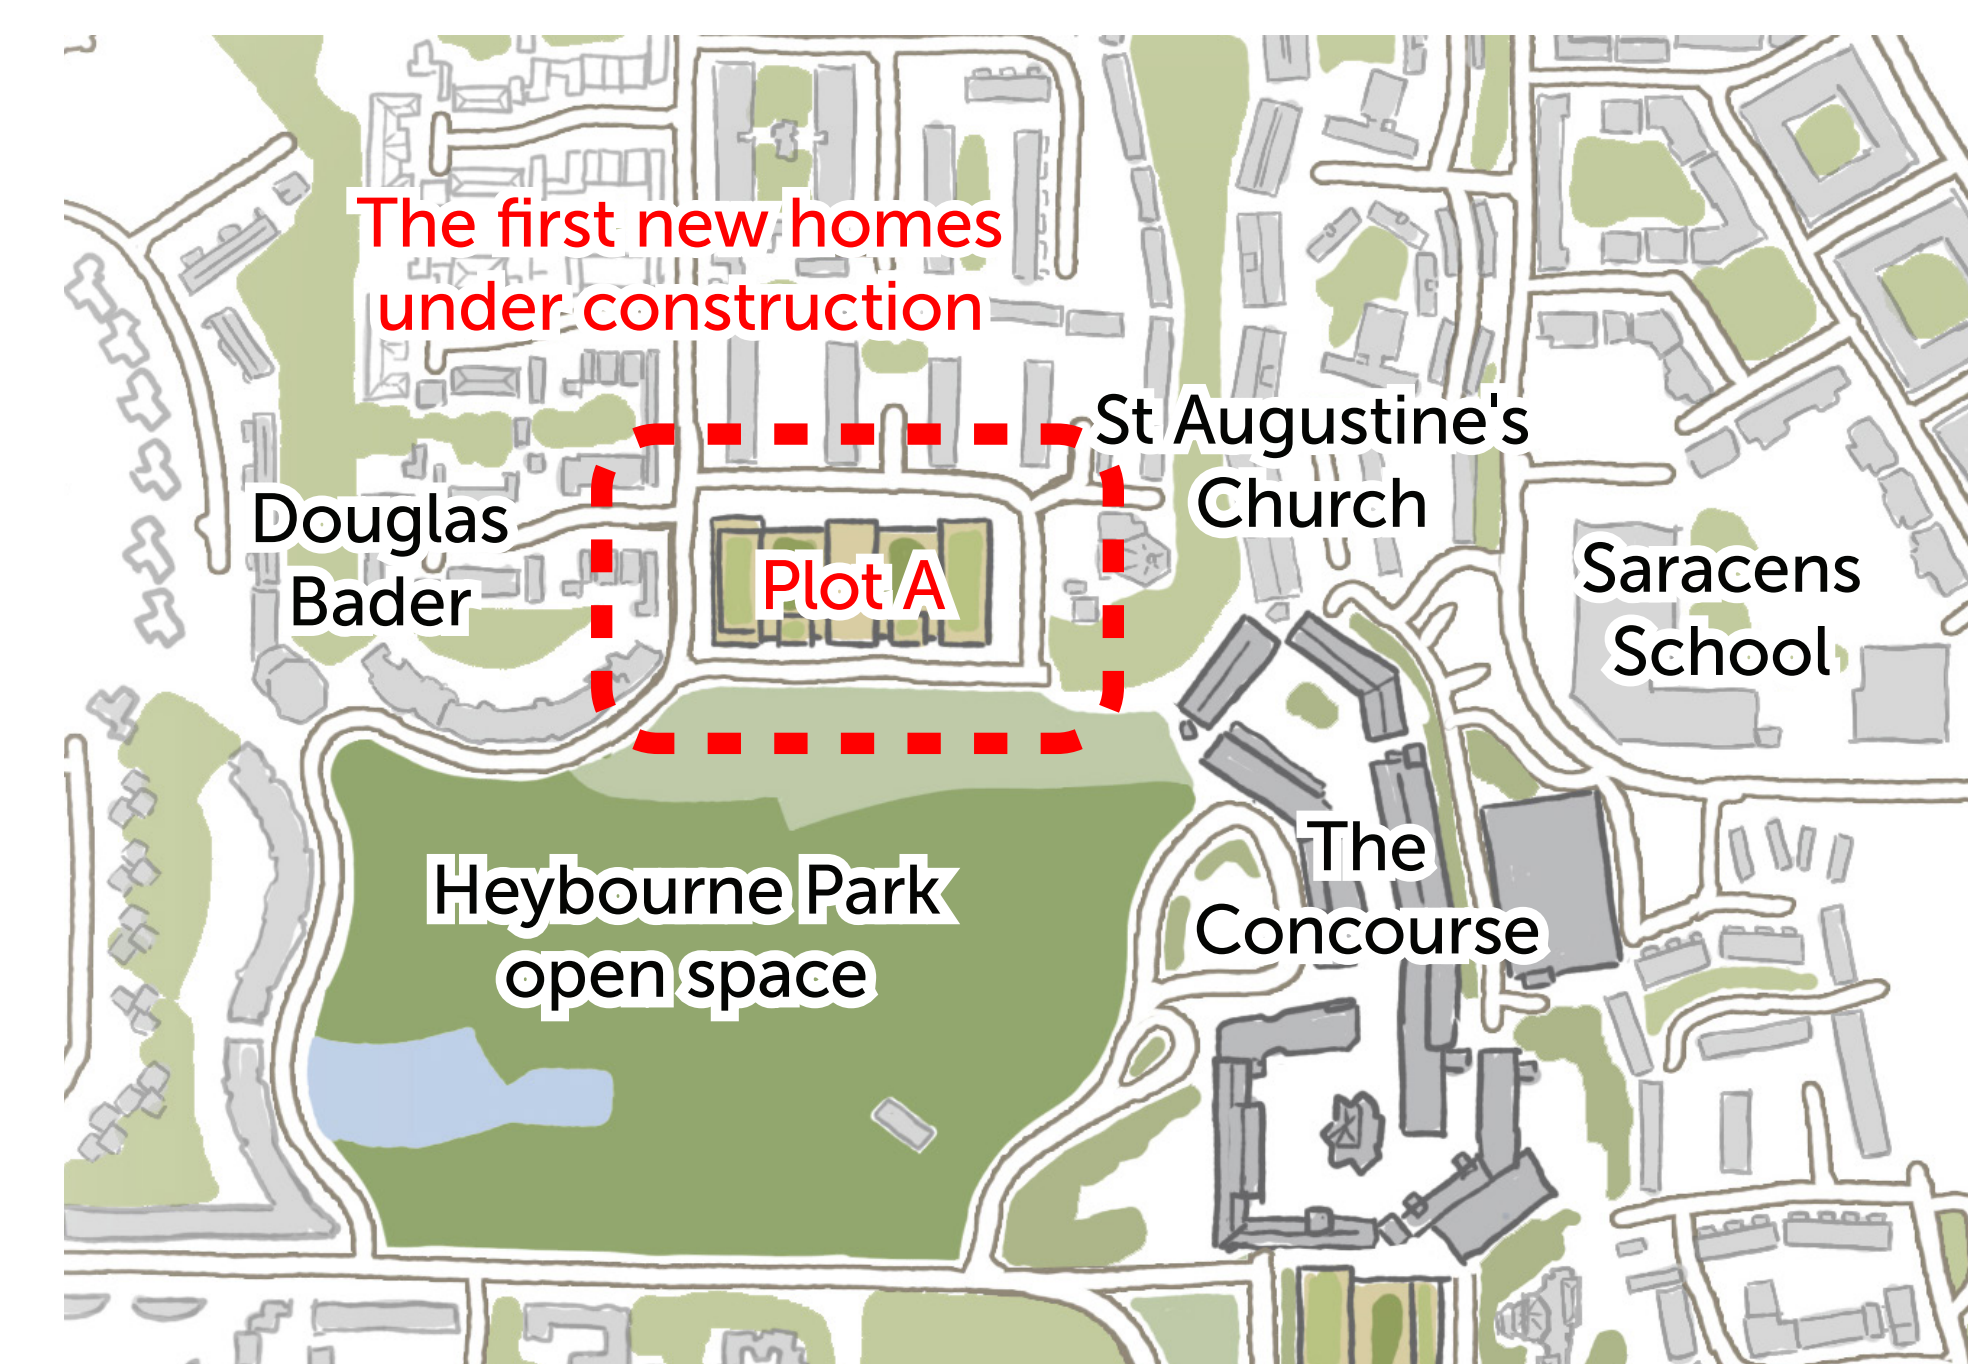 The first new homes
under construction
St Augustine's
Church
Douglas
Bader
Plot A
Saracens
School
Heybourne Park
open space
The
Concourse